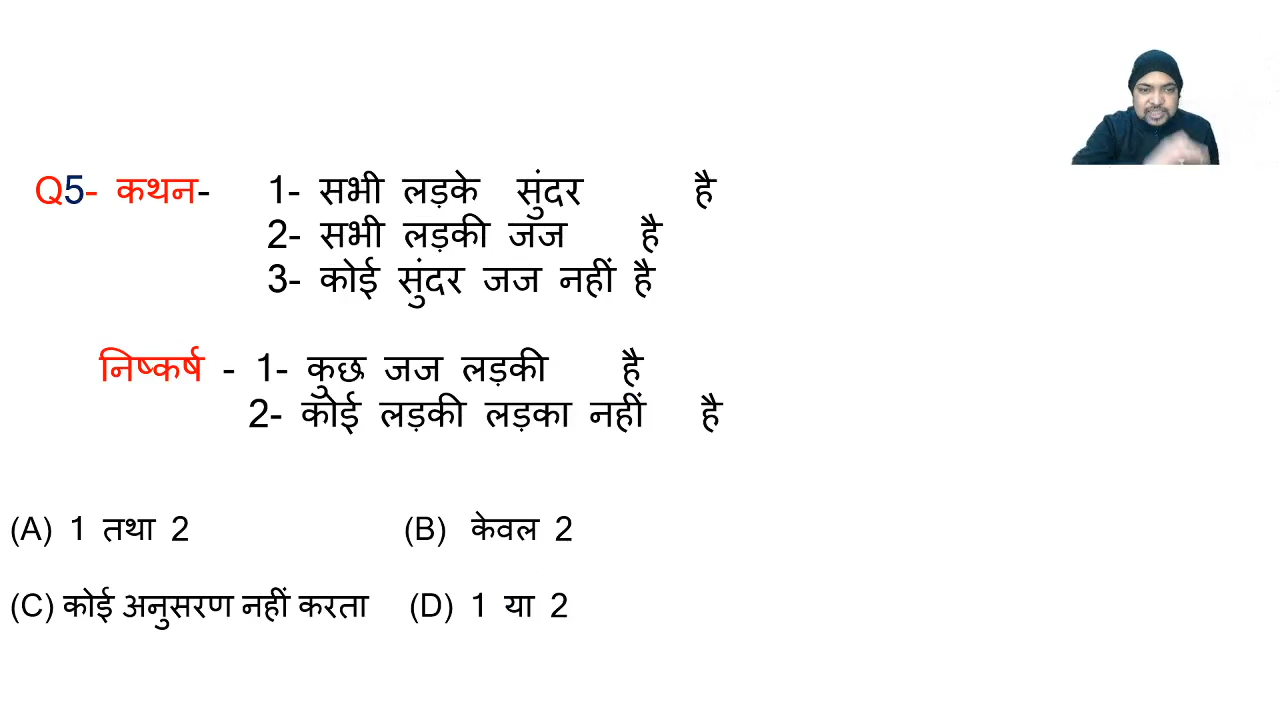 Q5- कथन- 1- सभी लड़के सुंदर है
2- सभी लड़की जज है
3- कोई सुंदर जज नहीं है
निष्कर्ष - 1- कुछ जज लड़की है
2- कोई लड़की लड़का नहीं है
(A) 1 तथा 2 (B) केवल 2
(C) कोई अनुसरण नहीं करता (D) 1 या 2